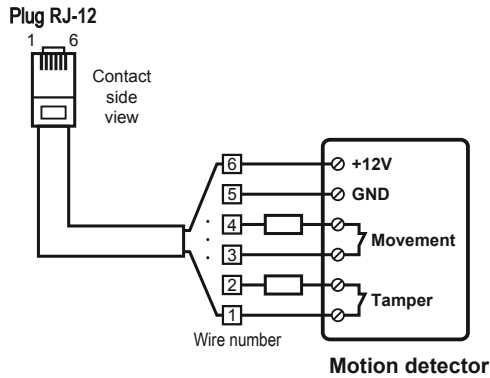 Plug RJ-12
1 6
Contact
side
view
6 +12V
5 GND
4
Movement
3
2
Tamper
1
Wire number
Motion detector